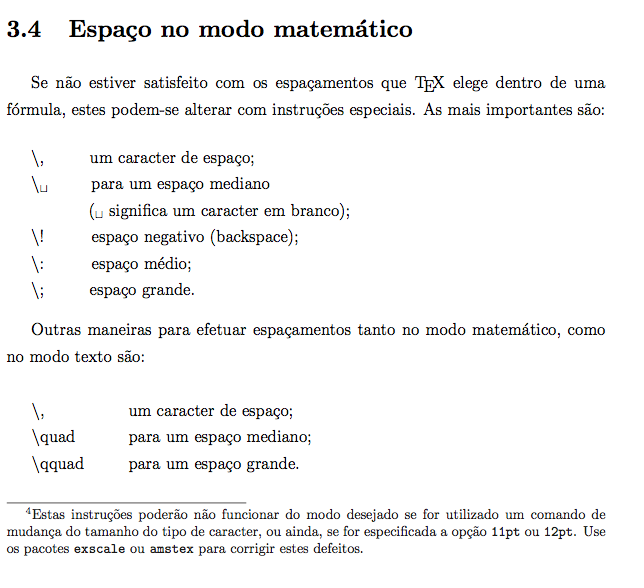 3.4 Espaço no modo matemático
Se não estiver satisfeito com os espaçamentos que TEX elege dentro de uma
fórmula, estes podem-se alterar com instruções especiais. As mais importantes são:
\, um caracter de espaço;
\␣ para um espaço mediano
(␣ significa um caracter em branco);
\! espaço negativo (backspace);
\: espaço médio;
\; espaço grande.
Outras maneiras para efetuar espaçamentos tanto no modo matemático, como
no modo texto são:
\, um caracter de espaço;
\quad para um espaço mediano;
\qquad para um espaço grande.
4Estas instruções poderão não funcionar do modo desejado se for utilizado um comando de
mudança do tamanho do tipo de caracter, ou ainda, se for especificada a opção 11pt ou 12pt. Use
os pacotes exscale ou amstex para corrigir estes defeitos.